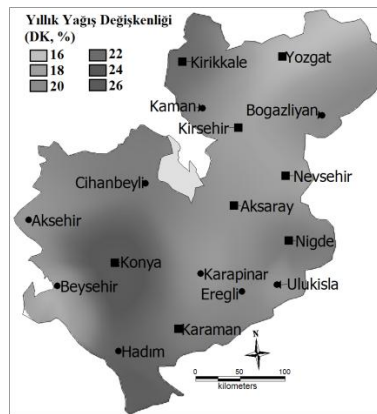 Yıllık Yağış Değişkenliği
(DK, %)
16 22
18 24
20 26
Kirikkale
Yozgat
Kaman
Bogazliyan
Kirsehir
Cihanbeyli
Nevsehir
Aksaray
Aksehir
Nigde
Konya
Karapinar
Beysehir
Eregli
Ulukisla
Karaman
Hadım
N
0 50 100
kilometers